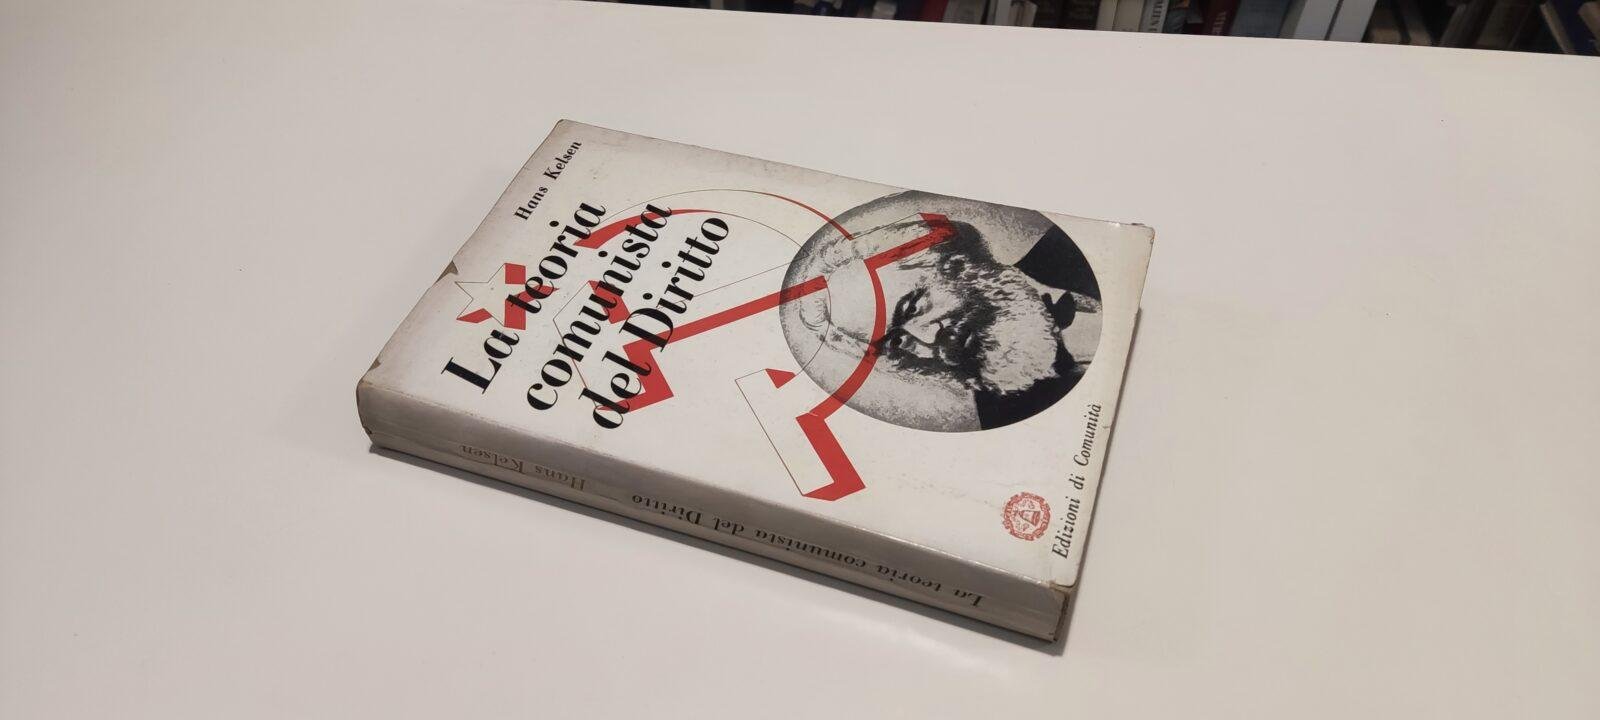 Hans Kelsen
La teoria
comunista
del Diritto
Edizioni di Comunità
Hans Kelsen
La teoria comunista del Diritto